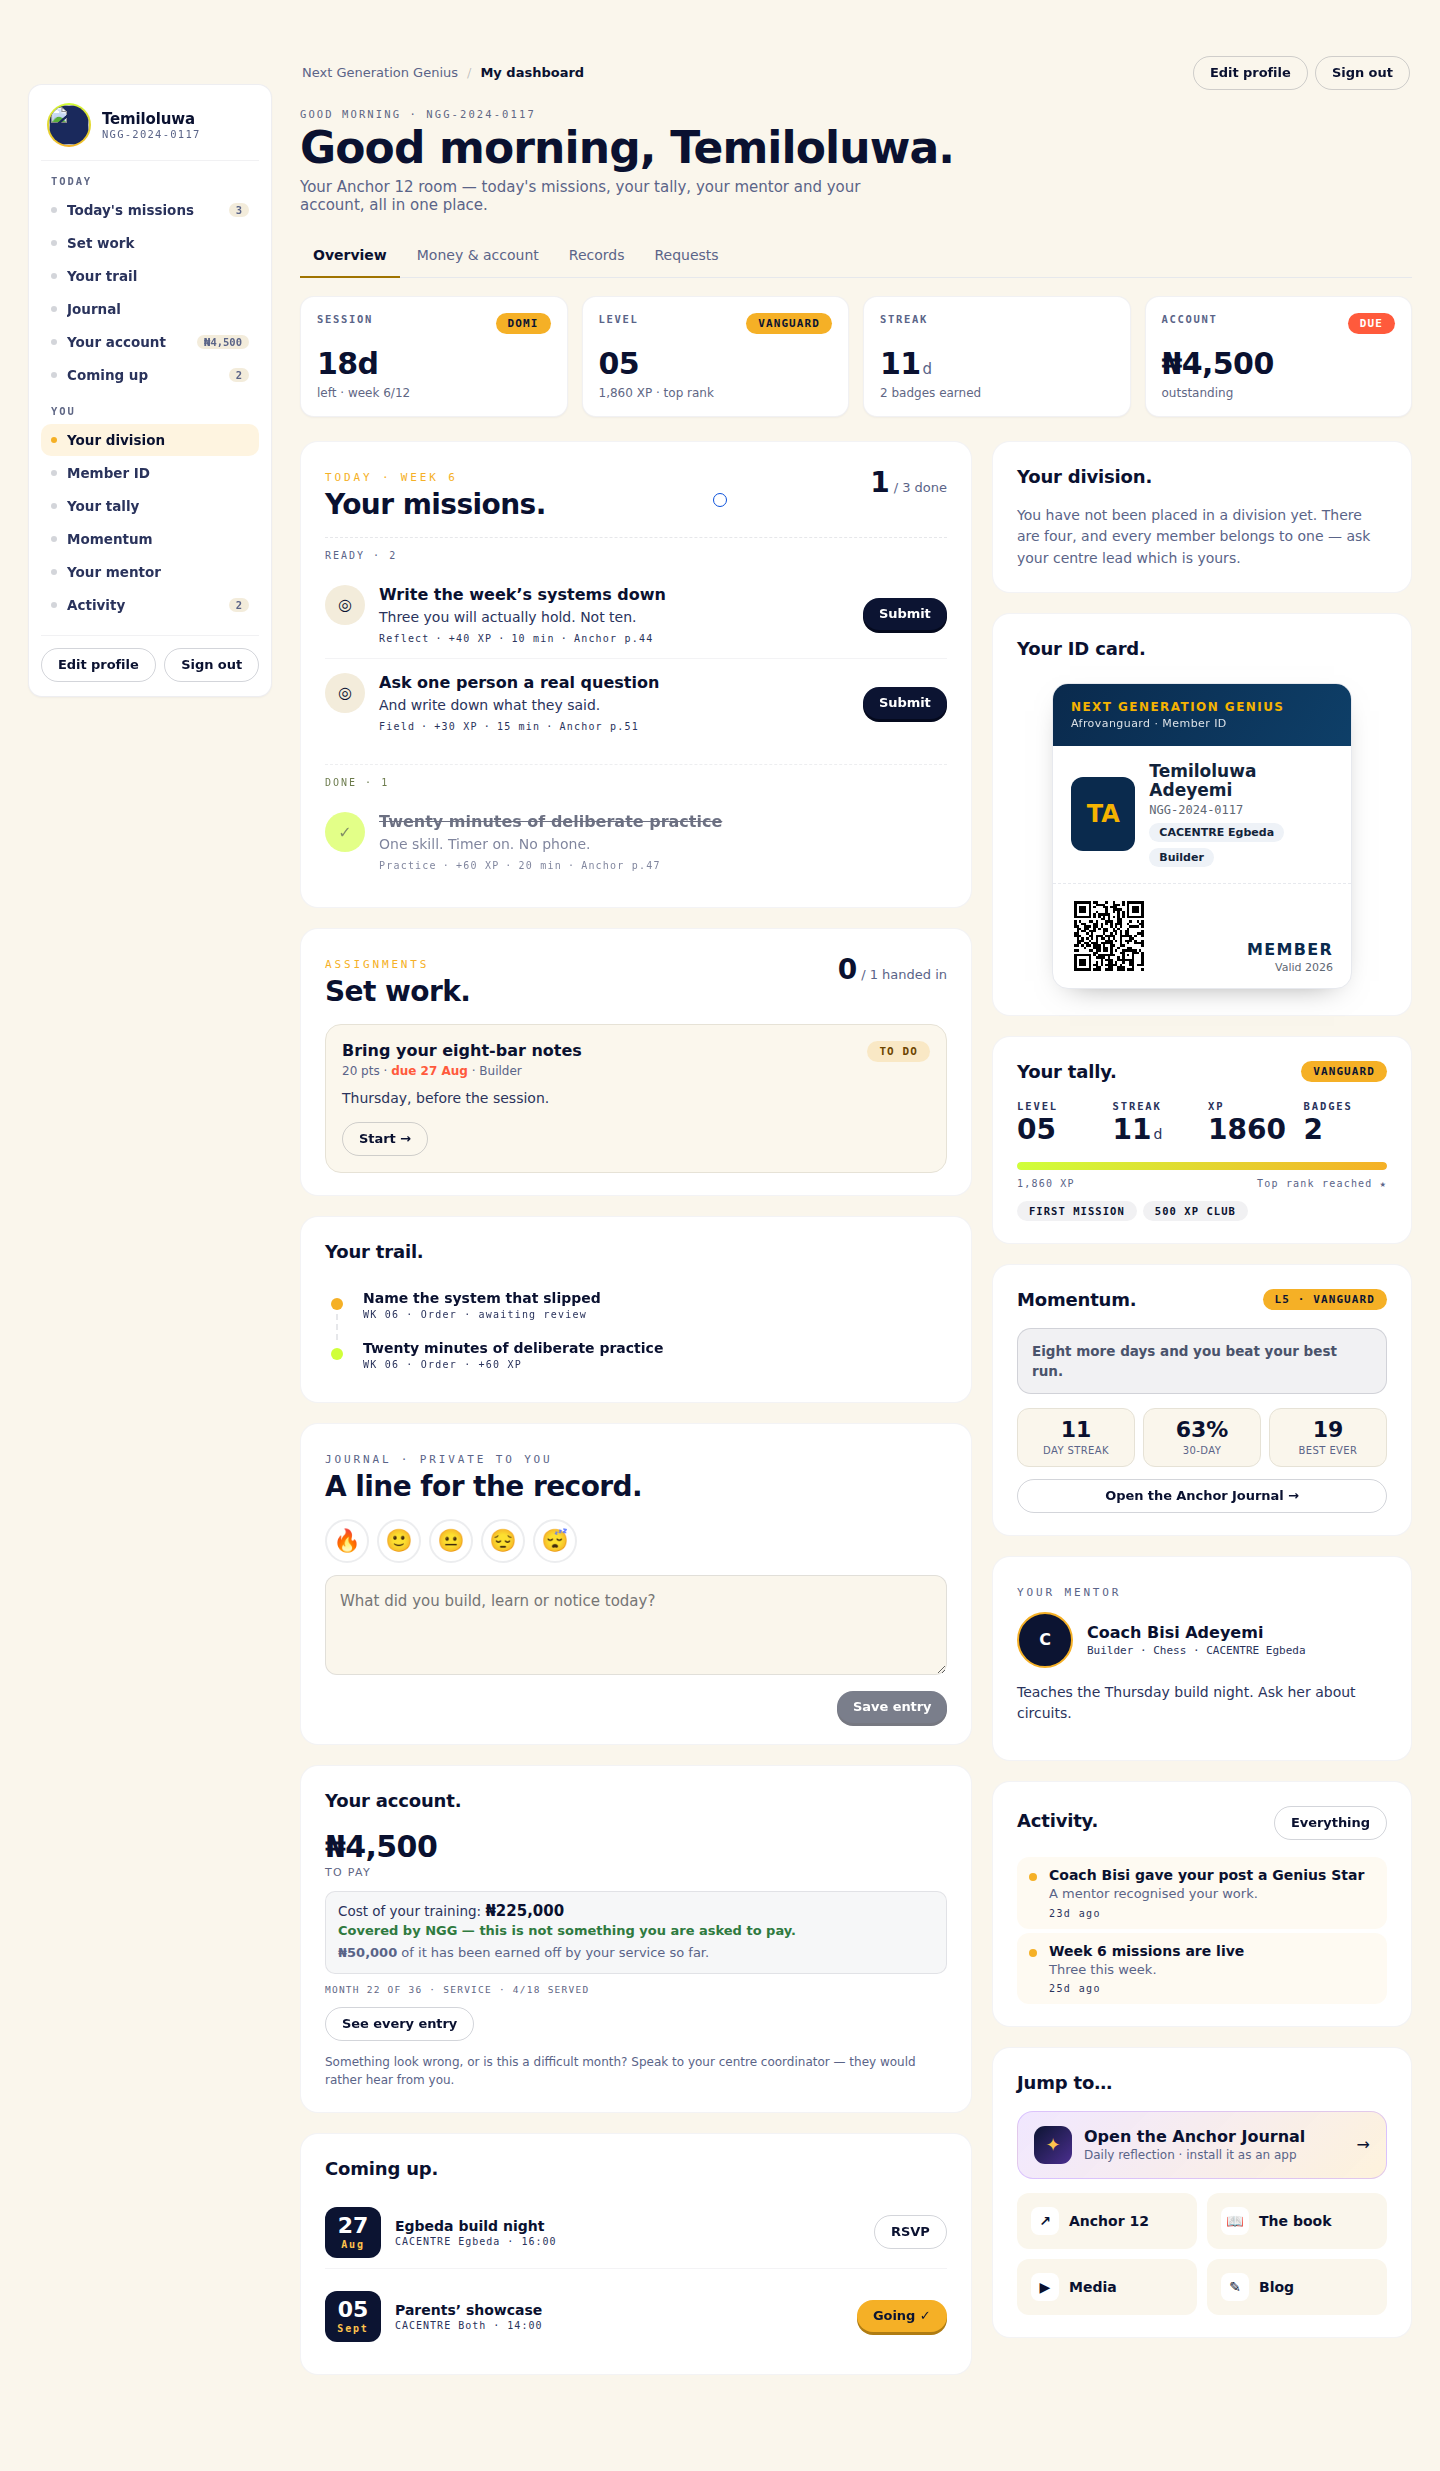 Next Generation Genius / My dashboard
Edit profile
Sign out
Temiloluwa
NGG-2024-0117
TODAY
Today's missions 3
Set work
Your trail
Journal
Your account ₦4,500
Coming up 2
YOU
Your division
Member ID
Your tally
Momentum
Your mentor
Activity 2
Edit profile
Sign out
GOOD MORNING · NGG-2024-0117
Good morning, Temiloluwa.
Your Anchor 12 room — today's missions, your tally, your mentor and your
account, all in one place.
Overview
Money & account
Records
Requests
SESSION
DOMI
18d
left · week 6/12
LEVEL
VANGUARD
05
1,860 XP · top rank
STREAK
11 d
2 badges earned
ACCOUNT
DUE
₦4,500
outstanding
TODAY · WEEK 6
Your missions.
1 / 3 done
READY · 2
◎
Write the week’s systems down
Three you will actually hold. Not ten.
Reflect · +40 XP · 10 min · Anchor p.44
Submit
◎
Ask one person a real question
And write down what they said.
Field · +30 XP · 15 min · Anchor p.51
Submit
DONE · 1
✓
Twenty minutes of deliberate practice
One skill. Timer on. No phone.
Practice · +60 XP · 20 min · Anchor p.47
ASSIGNMENTS
Set work.
0 / 1 handed in
Bring your eight-bar notes
TO DO
20 pts · due 27 Aug · Builder
Thursday, before the session.
Start →
Your trail.
Name the system that slipped
WK 06 · Order · awaiting review
Twenty minutes of deliberate practice
WK 06 · Order · +60 XP
JOURNAL · PRIVATE TO YOU
A line for the record.
🔥 🙂 😐 😔 😴
What did you build, learn or notice today?
Save entry
Your account.
₦4,500
TO PAY
Cost of your training: ₦225,000
Covered by NGG — this is not something you are asked to pay.
₦50,000 of it has been earned off by your service so far.
MONTH 22 OF 36 · SERVICE · 4/18 SERVED
See every entry
Something look wrong, or is this a difficult month? Speak to your centre coordinator — they would
rather hear from you.
Coming up.
27
Aug
Egbeda build night
CACENTRE Egbeda · 16:00
RSVP
05
Sept
Parents’ showcase
CACENTRE Both · 14:00
Going ✓
Your division.
You have not been placed in a division yet. There
are four, and every member belongs to one — ask
your centre lead which is yours.
Your ID card.
NEXT GENERATION GENIUS
Afrovanguard · Member ID
TA
Temiloluwa
Adeyemi
NGG-2024-0117
CACENTRE Egbeda
Builder
MEMBER
Valid 2026
Your tally.
VANGUARD
LEVEL STREAK XP BADGES
05 11 d 1860 2
1,860 XP
Top rank reached ★
FIRST MISSION
500 XP CLUB
Momentum.
L5 · VANGUARD
Eight more days and you beat your best
run.
11 63% 19
DAY STREAK 30-DAY BEST EVER
Open the Anchor Journal →
YOUR MENTOR
C
Coach Bisi Adeyemi
Builder · Chess · CACENTRE Egbeda
Teaches the Thursday build night. Ask her about
circuits.
Activity.
Everything
Coach Bisi gave your post a Genius Star
A mentor recognised your work.
23d ago
Week 6 missions are live
Three this week.
25d ago
Jump to…
✦
Open the Anchor Journal
Daily reflection · install it as an app
→
↗ Anchor 12
📖 The book
▶ Media
✎ Blog